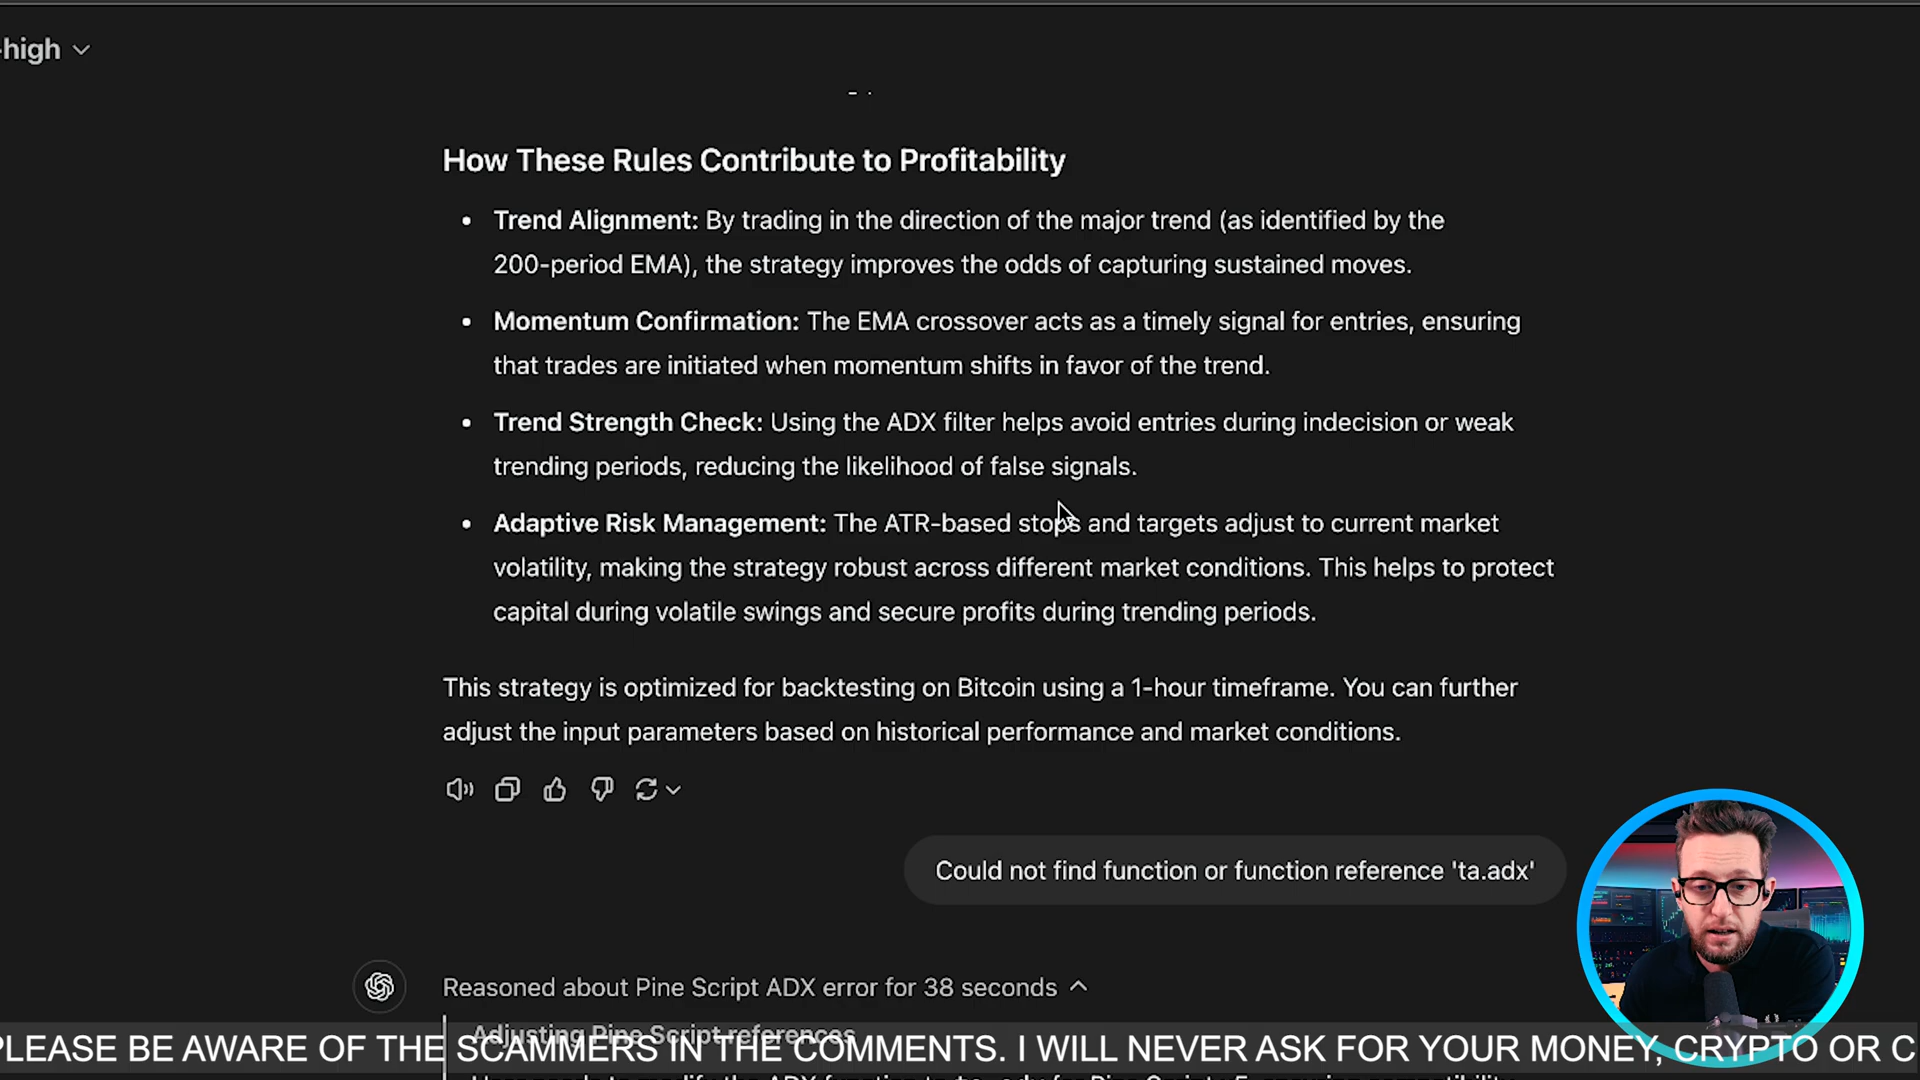 -high
How These Rules Contribute to Profitability
Trend Alignment: By trading in the direction of the major trend (as identified by the
200-period EMA), the strategy improves the odds of capturing sustained moves.
Momentum Confirmation: The EMA crossover acts as a timely signal for entries, ensuring
that trades are initiated when momentum shifts in favor of the trend.
Trend Strength Check: Using the ADX filter helps avoid entries during indecision or weak
trending periods, reducing the likelihood of false signals.
Adaptive Risk Management: The ATR-based stops and targets adjust to current market
volatility, making the strategy robust across different market conditions. This helps to protect
capital during volatile swings and secure profits during trending periods.
This strategy is optimized for backtesting on Bitcoin using a 1-hour timeframe. You can further
adjust the input parameters based on historical performance and market conditions.
Could not find function or function reference 'ta.adx'
Reasoned about Pine Script ADX error for 38 seconds
Adjusting Pine Script references
PLEASE BE AWARE OF THE SCAMMERS IN THE COMMENTS. I WILL NEVER ASK FOR YOUR MONEY, CRYPTO OR C